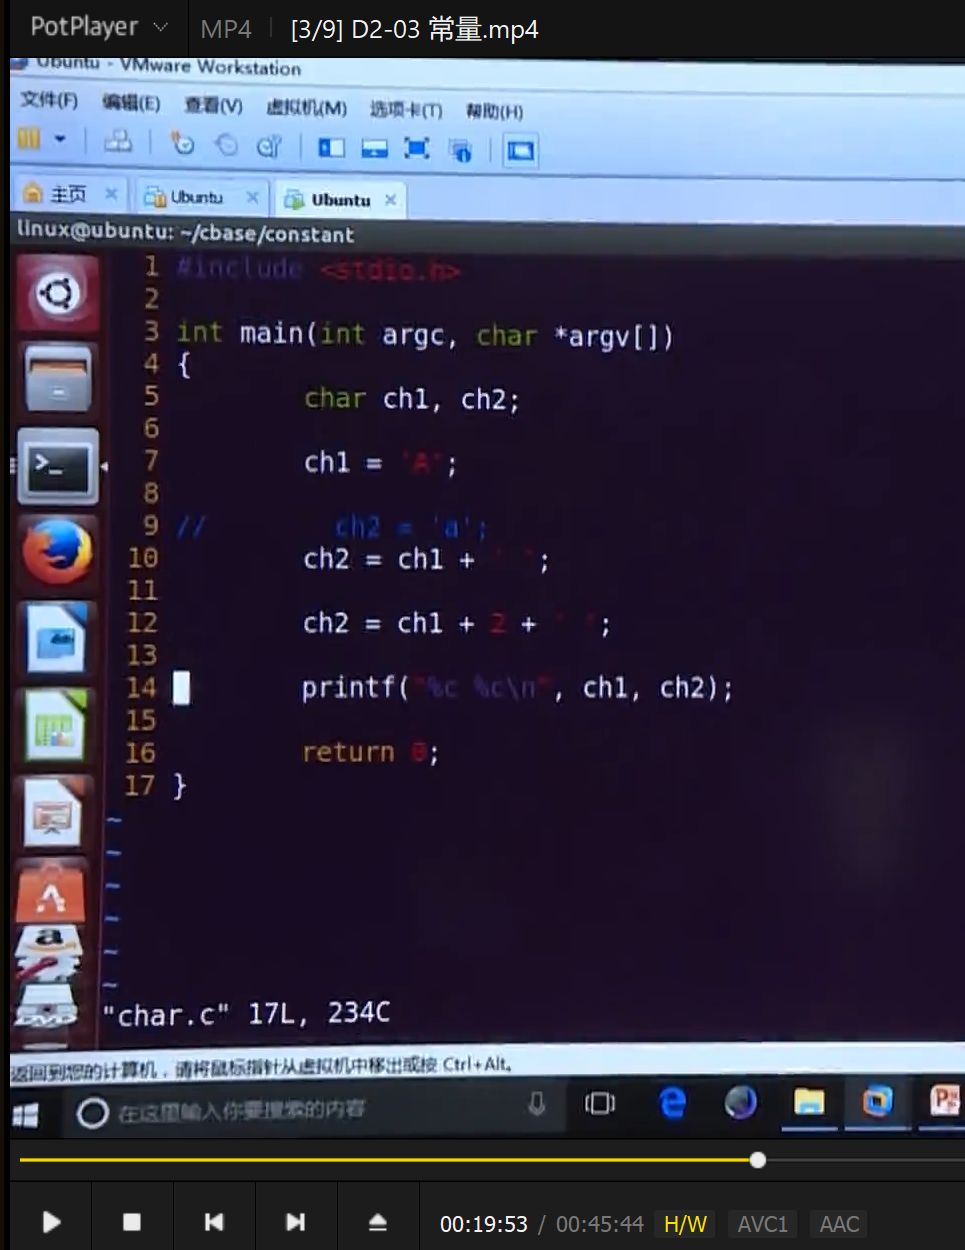 PotPlayer MP4 [3/9] D2-03 常量.mp4
Ubuntu - VMware Workstation
文件(F) 编辑(E) 查看(V) 虚拟机(M) 选项卡(T) 帮助(H)
主页 Ubuntu Ubuntu
linux@ubuntu: ~/cbase/constant
1 #include <stdio.h>
2
3 int main(int argc, char *argv[])
4 {
5 char ch1, ch2;
6
7 ch1 = 'A';
8
9 // ch2 = 'a';
10 ch2 = ch1 + ' ';
11
12 ch2 = ch1 + 2 + ' ';
13
14 printf("%c %c\n", ch1, ch2);
15
16 return 0;
17 }
~
~
~
~
~
~
"char.c" 17L, 234C
返回到您的计算机，请将鼠标指针从虚拟机中移出或按 Ctrl+Alt。
在这里输入你要搜索的内容
00:19:53 / 00:45:44 H/W AVC1 AAC